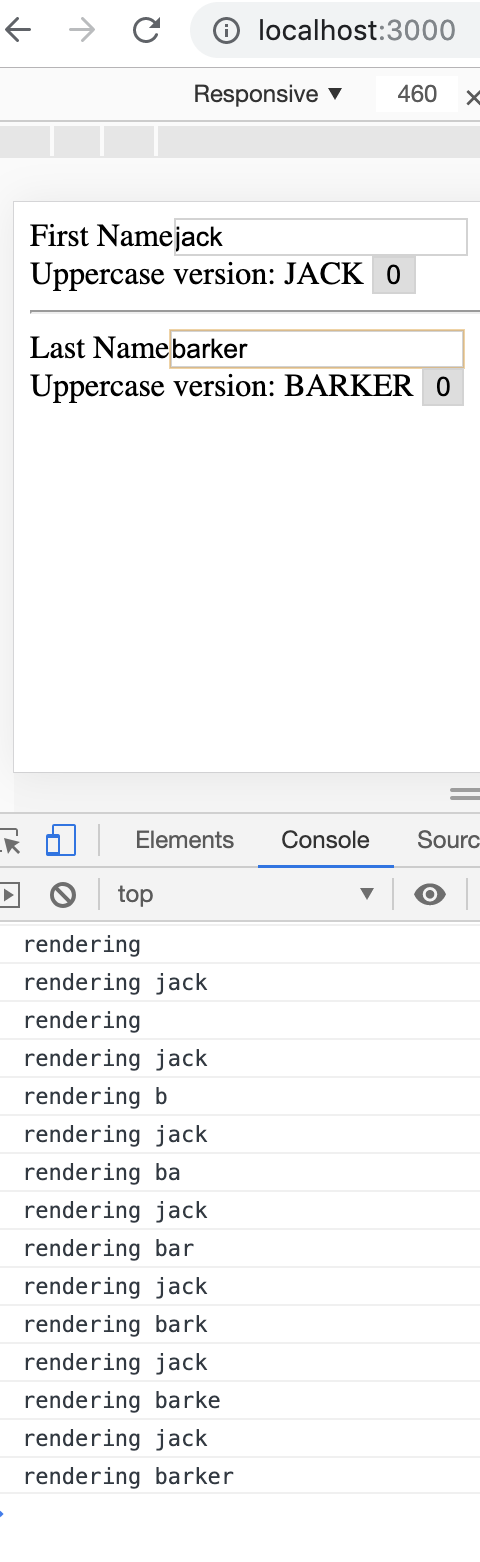 localhost:3000
Responsive ▼ 460 ×
First Name jack
Uppercase version: JACK 0
Last Name barker
Uppercase version: BARKER 0
Elements Console Sourc
top ▼
rendering
rendering jack
rendering
rendering jack
rendering b
rendering jack
rendering ba
rendering jack
rendering bar
rendering jack
rendering bark
rendering jack
rendering barke
rendering jack
rendering barker